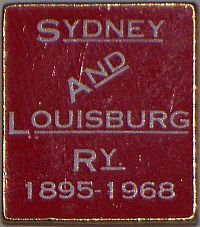 SYDNEY
AND
LOUISBURG
RY.
1895-1968